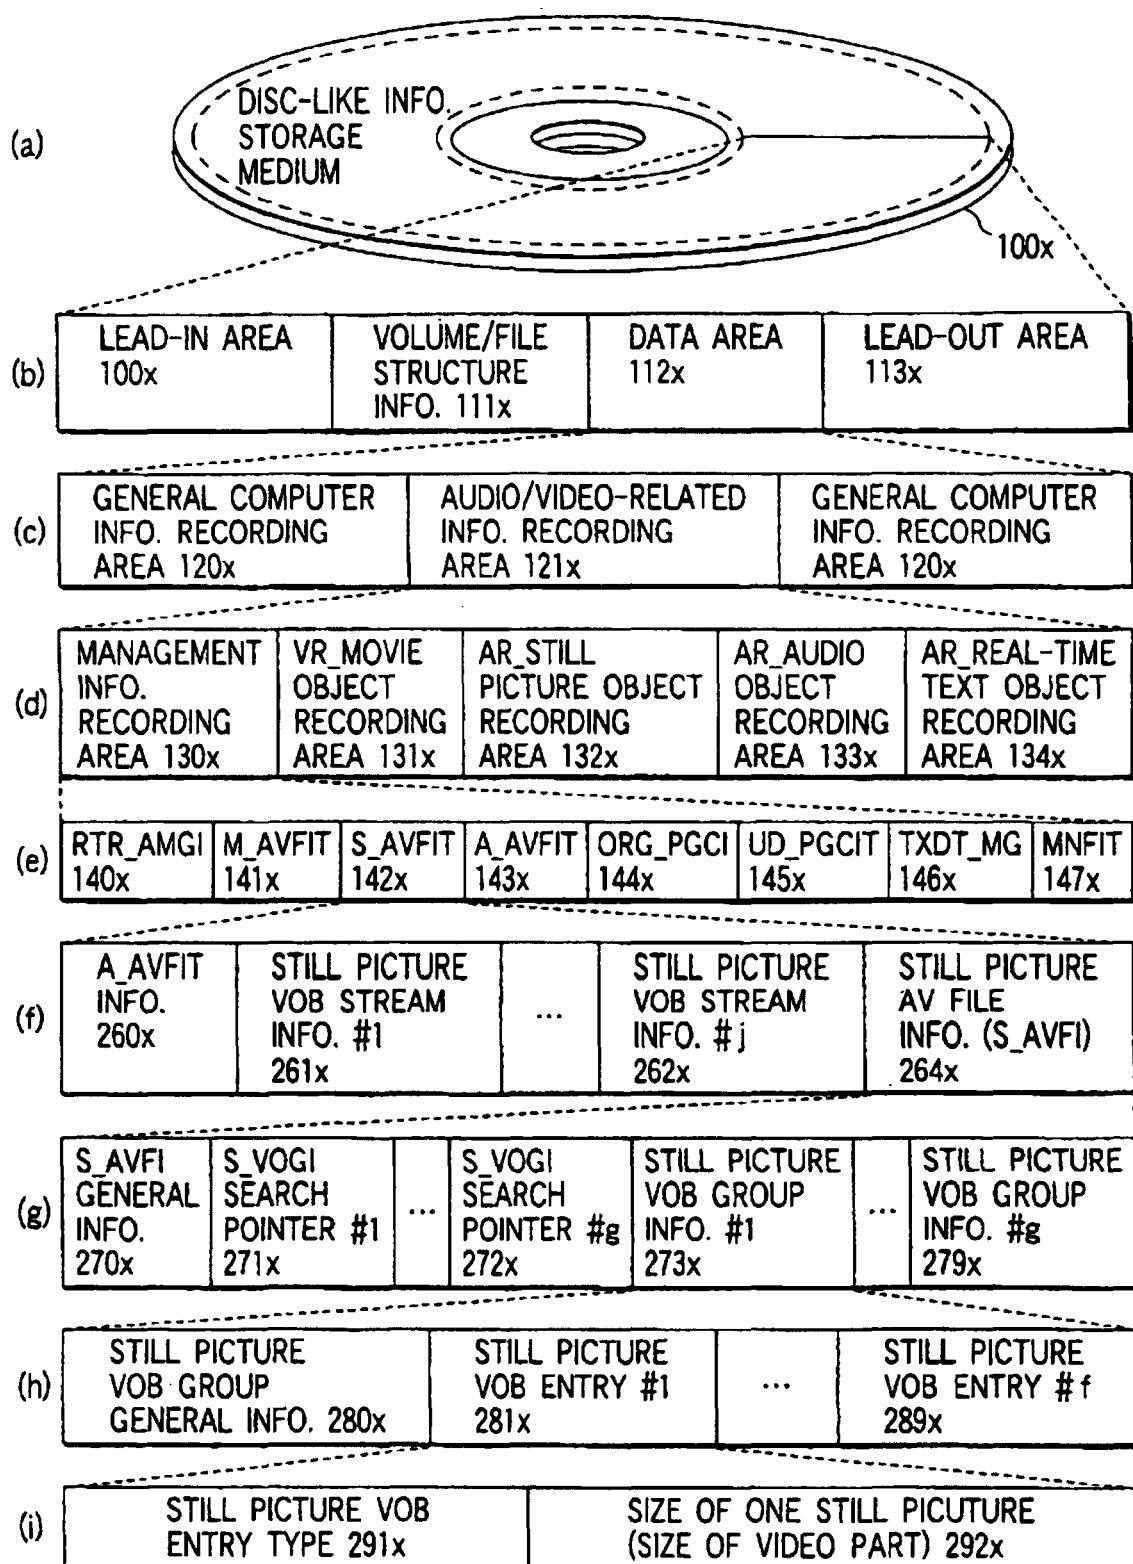 (a)
DISC-LIKE INFO.
STORAGE
MEDIUM
100x
(b)
LEAD-IN AREA
100x
VOLUME/FILE
STRUCTURE
INFO. 111x
DATA AREA
112x
LEAD-OUT AREA
113x
(c)
GENERAL COMPUTER
INFO. RECORDING
AREA 120x
AUDIO/VIDEO-RELATED
INFO. RECORDING
AREA 121x
GENERAL COMPUTER
INFO. RECORDING
AREA 120x
(d)
MANAGEMENT
INFO.
RECORDING
AREA 130x
VR_MOVIE
OBJECT
RECORDING
AREA 131x
AR_STILL
PICTURE OBJECT
RECORDING
AREA 132x
AR_AUDIO
OBJECT
RECORDING
AREA 133x
AR_REAL-TIME
TEXT OBJECT
RECORDING
AREA 134x
(e)
RTR_AMGI
140x
M_AVFIT
141x
S_AVFIT
142x
A_AVFIT
143x
ORG_PGCI
144x
UD_PGCIT
145x
TXDT_MG
146x
MNFIT
147x
(f)
A_AVFIT
INFO.
260x
STILL PICTURE
VOB STREAM
INFO. #1
261x
...
STILL PICTURE
VOB STREAM
INFO. #j
262x
STILL PICTURE
AV FILE
INFO. (S_AVFI)
264x
(g)
S_AVFI
GENERAL
INFO.
270x
S_VOGI
SEARCH
POINTER #1
271x
...
S_VOGI
SEARCH
POINTER #g
272x
STILL PICTURE
VOB GROUP
INFO. #1
273x
...
STILL PICTURE
VOB GROUP
INFO. #g
279x
(h)
STILL PICTURE
VOB GROUP
GENERAL INFO. 280x
STILL PICTURE
VOB ENTRY #1
281x
...
STILL PICTURE
VOB ENTRY #f
289x
(i)
STILL PICTURE VOB
ENTRY TYPE 291x
SIZE OF ONE STILL PICUTURE
(SIZE OF VIDEO PART) 292x